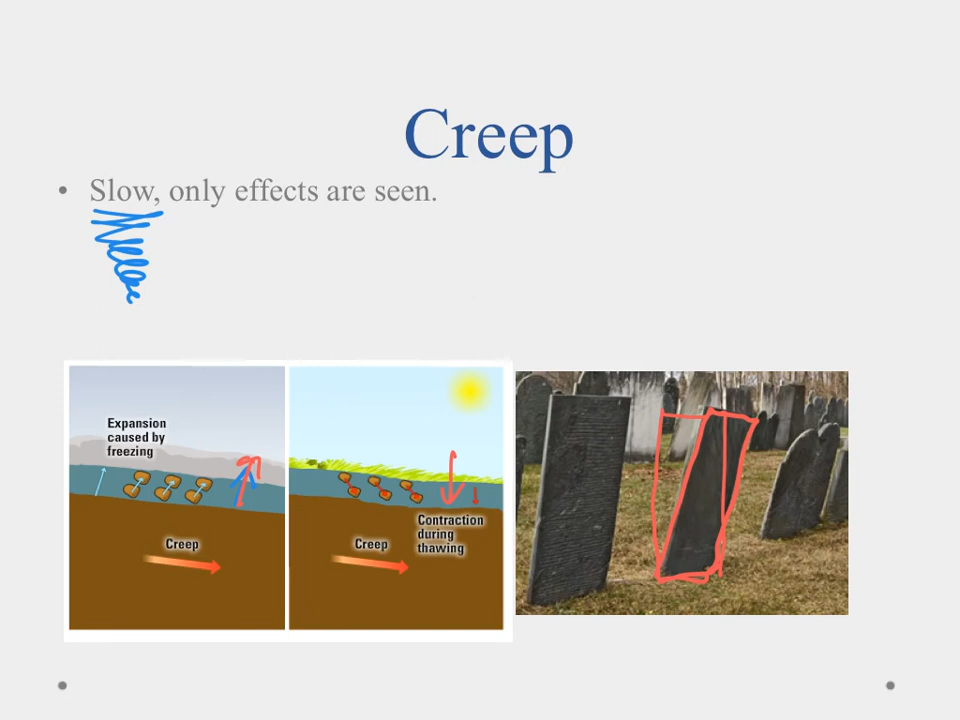 Creep
• Slow, only effects are seen.
Expansion
caused by
freezing
Creep
Creep
Contraction
during
thawing